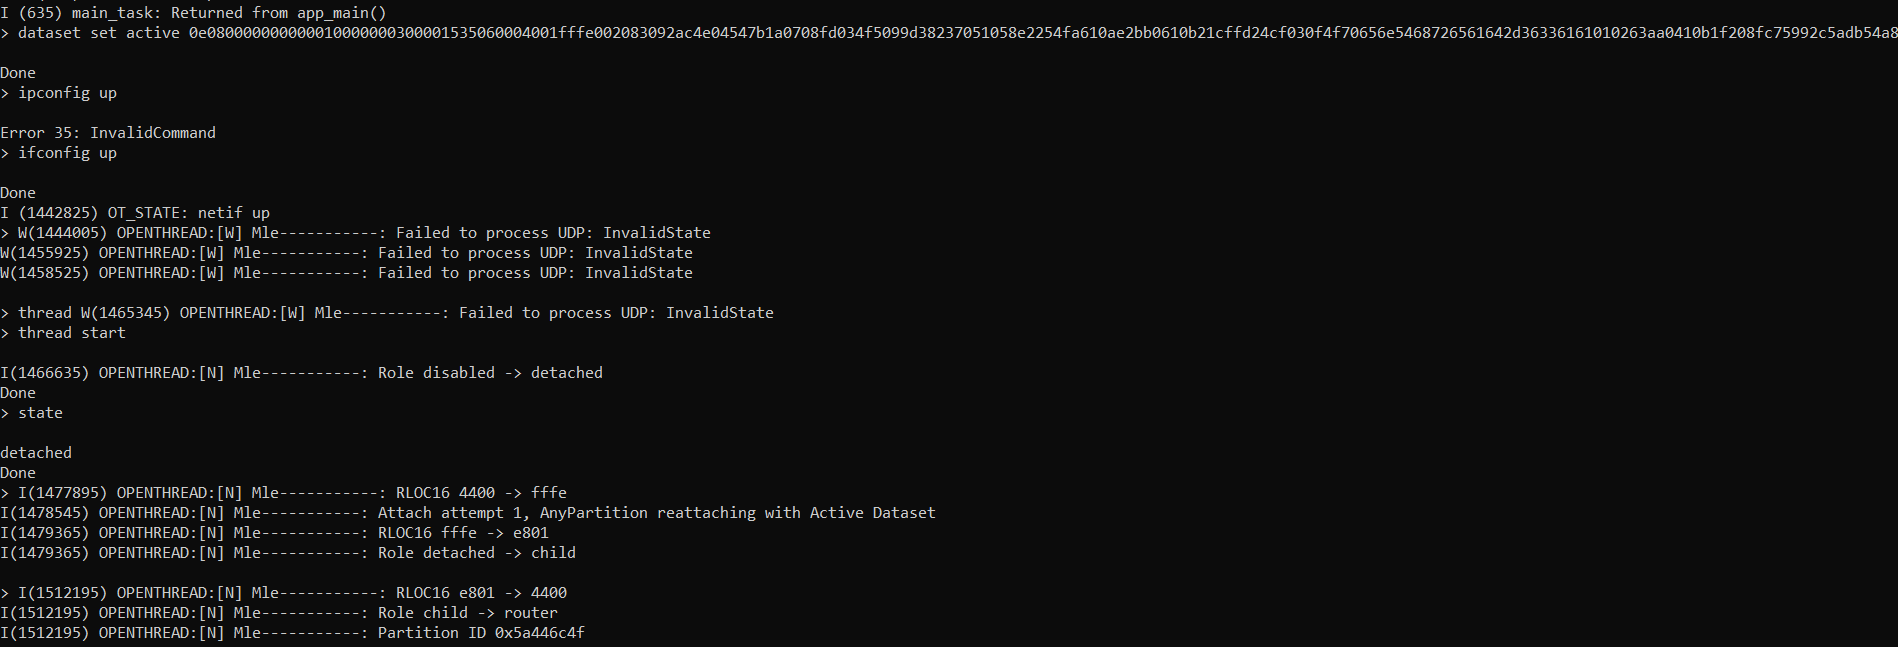 I (635) main_task: Returned from app_main()
> dataset set active 0e080000000000010000000300001535060004001fffe002083092ac4e04547b1a0708fd034f5099d38237051058e2254fa610ae2bb0610b21cffd24cf030f4f70656e5468726561642d36336161010263aa0410b1f208fc75992c5adb54a8
Done
> ipconfig up
Error 35: InvalidCommand
> ifconfig up
Done
I (1442825) OT_STATE: netif up
> W(1444005) OPENTHREAD:[W] Mle-----------: Failed to process UDP: InvalidState
W(1455925) OPENTHREAD:[W] Mle-----------: Failed to process UDP: InvalidState
W(1458525) OPENTHREAD:[W] Mle-----------: Failed to process UDP: InvalidState
> thread W(1465345) OPENTHREAD:[W] Mle-----------: Failed to process UDP: InvalidState
> thread start
I(1466635) OPENTHREAD:[N] Mle-----------: Role disabled -> detached
Done
> state
detached
Done
> I(1477895) OPENTHREAD:[N] Mle-----------: RLOC16 4400 -> fffe
I(1478545) OPENTHREAD:[N] Mle-----------: Attach attempt 1, AnyPartition reattaching with Active Dataset
I(1479365) OPENTHREAD:[N] Mle-----------: RLOC16 fffe -> e801
I(1479365) OPENTHREAD:[N] Mle-----------: Role detached -> child
> I(1512195) OPENTHREAD:[N] Mle-----------: RLOC16 e801 -> 4400
I(1512195) OPENTHREAD:[N] Mle-----------: Role child -> router
I(1512195) OPENTHREAD:[N] Mle-----------: Partition ID 0x5a446c4f